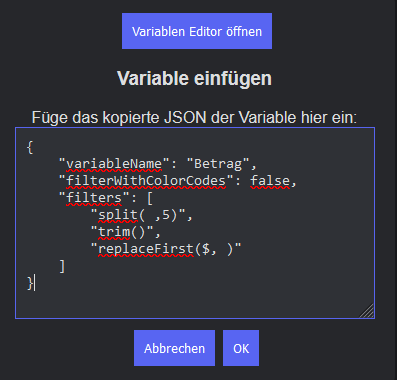 Variablen Editor öffnen
Variable einfügen
Füge das kopierte JSON der Variable hier ein:
{
    "variableName": "Betrag",
    "filterWithColorCodes": false,
    "filters": [
        "split( ,5)",
        "trim()",
        "replaceFirst($, )"
    ]
}
Abbrechen OK